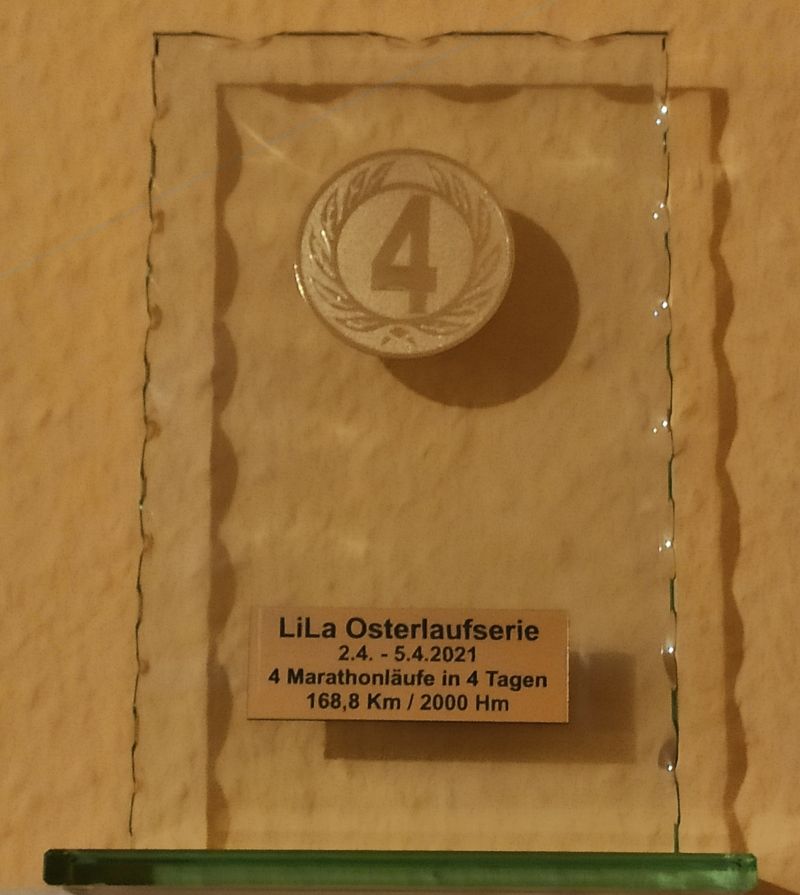 4
LiLa Osterlaufserie
2.4. - 5.4.2021
4 Marathonläufe in 4 Tagen
168,8 Km / 2000 Hm